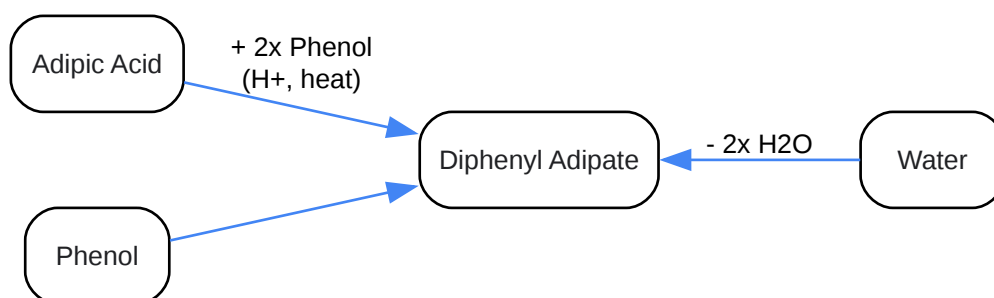 Adipic Acid
+ 2x Phenol
(H+, heat)
Diphenyl Adipate
- 2x H2O
Water
Phenol